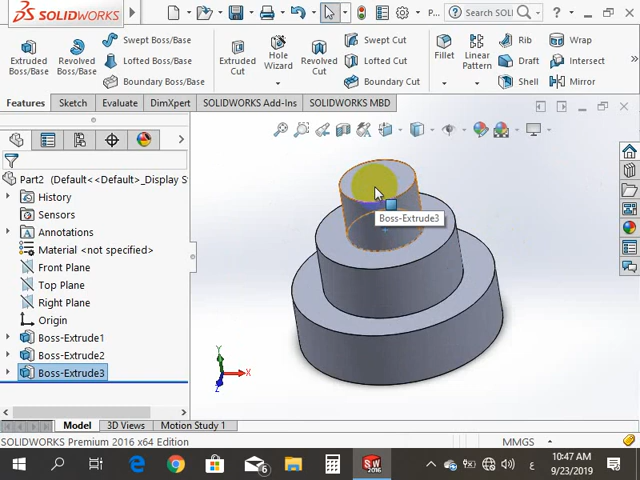 SOLIDWORKS
P...
Search SOLID
Extruded Boss/Base
Revolved Boss/Base
Swept Boss/Base
Lofted Boss/Base
Boundary Boss/Base
Extruded Cut
Hole Wizard
Revolved Cut
Swept Cut
Lofted Cut
Boundary Cut
Fillet
Linear Pattern
Rib
Draft
Shell
Wrap
Intersect
Mirror
Features
Sketch
Evaluate
DimXpert
SOLIDWORKS Add-Ins
SOLIDWORKS MBD
Part2 (Default<<Default>_Display S
History
Sensors
Annotations
Material <not specified>
Front Plane
Top Plane
Right Plane
Origin
Boss-Extrude1
Boss-Extrude2
Boss-Extrude3
Boss-Extrude3
Y
X
Z
Model
3D Views
Motion Study 1
SOLIDWORKS Premium 2016 x64 Edition
MMGS
6
SW
2016
ع
10:47 AM
9/23/2019